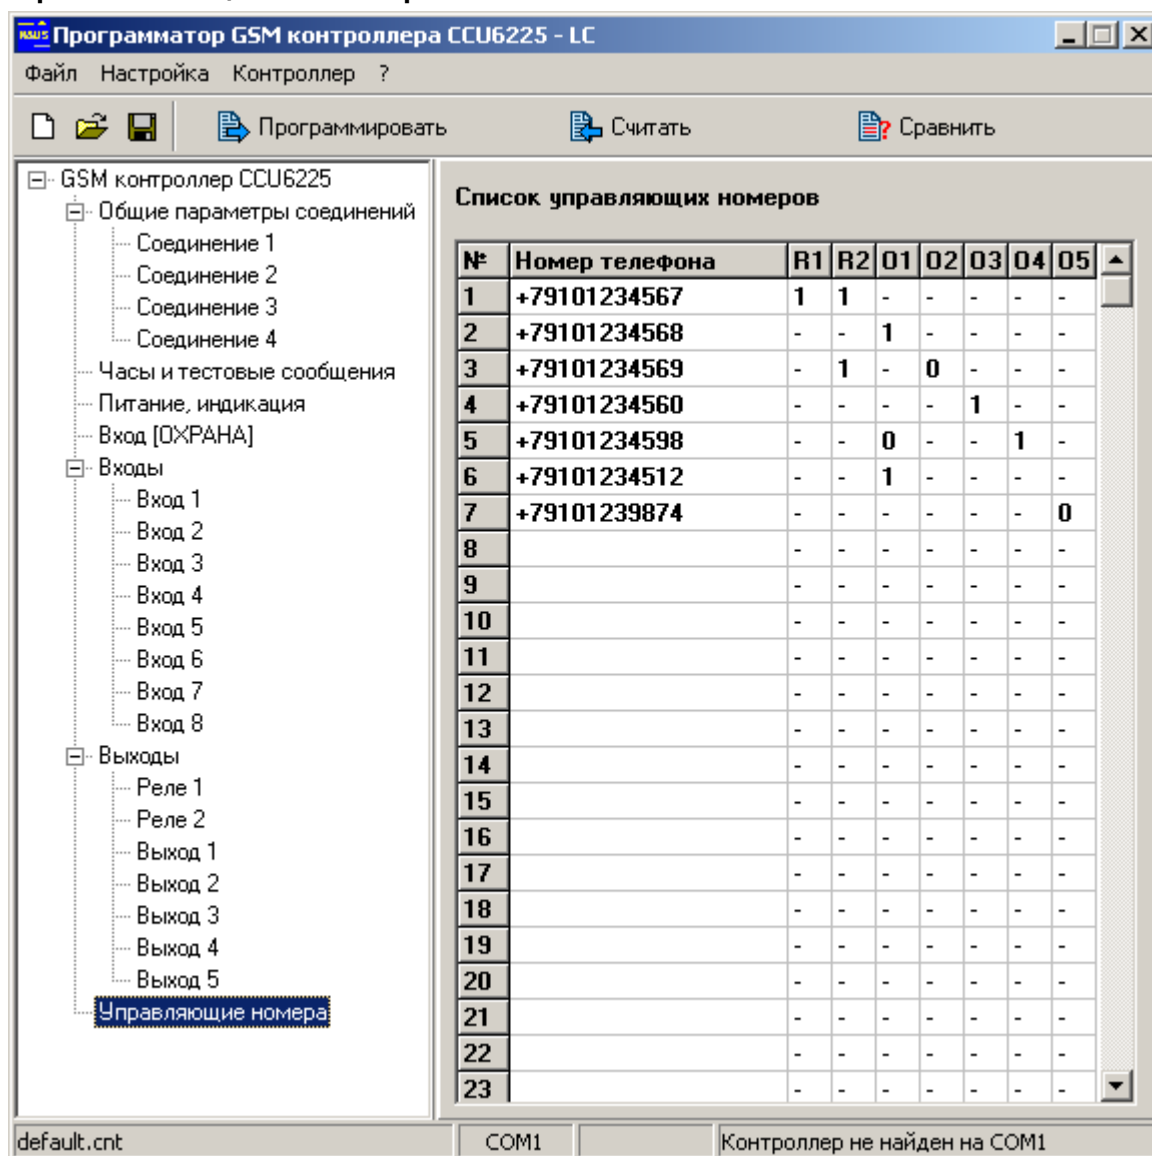 Программатор GSM контроллера CCU6225 - LC
Файл Настройка Контроллер ?
Программировать Считать Сравнить
GSM контроллер CCU6225
Общие параметры соединений
Соединение 1
Соединение 2
Соединение 3
Соединение 4
Часы и тестовые сообщения
Питание, индикация
Вход [ОХРАНА]
Входы
Вход 1
Вход 2
Вход 3
Вход 4
Вход 5
Вход 6
Вход 7
Вход 8
Выходы
Реле 1
Реле 2
Выход 1
Выход 2
Выход 3
Выход 4
Выход 5
Управляющие номера
Список управляющих номеров
№ Номер телефона R1 R2 O1 O2 O3 O4 O5
1 +79101234567 1 1 - - - - -
2 +79101234568 - - 1 - - - -
3 +79101234569 - 1 - 0 - - -
4 +79101234560 - - - - 1 - -
5 +79101234598 - - 0 - - 1 -
6 +79101234512 - - 1 - - - -
7 +79101239874 - - - - - - 0
8 - - - - - - -
9 - - - - - - -
10 - - - - - - -
11 - - - - - - -
12 - - - - - - -
13 - - - - - - -
14 - - - - - - -
15 - - - - - - -
16 - - - - - - -
17 - - - - - - -
18 - - - - - - -
19 - - - - - - -
20 - - - - - - -
21 - - - - - - -
22 - - - - - - -
23 - - - - - - -
default.cnt COM1 Контроллер не найден на COM1